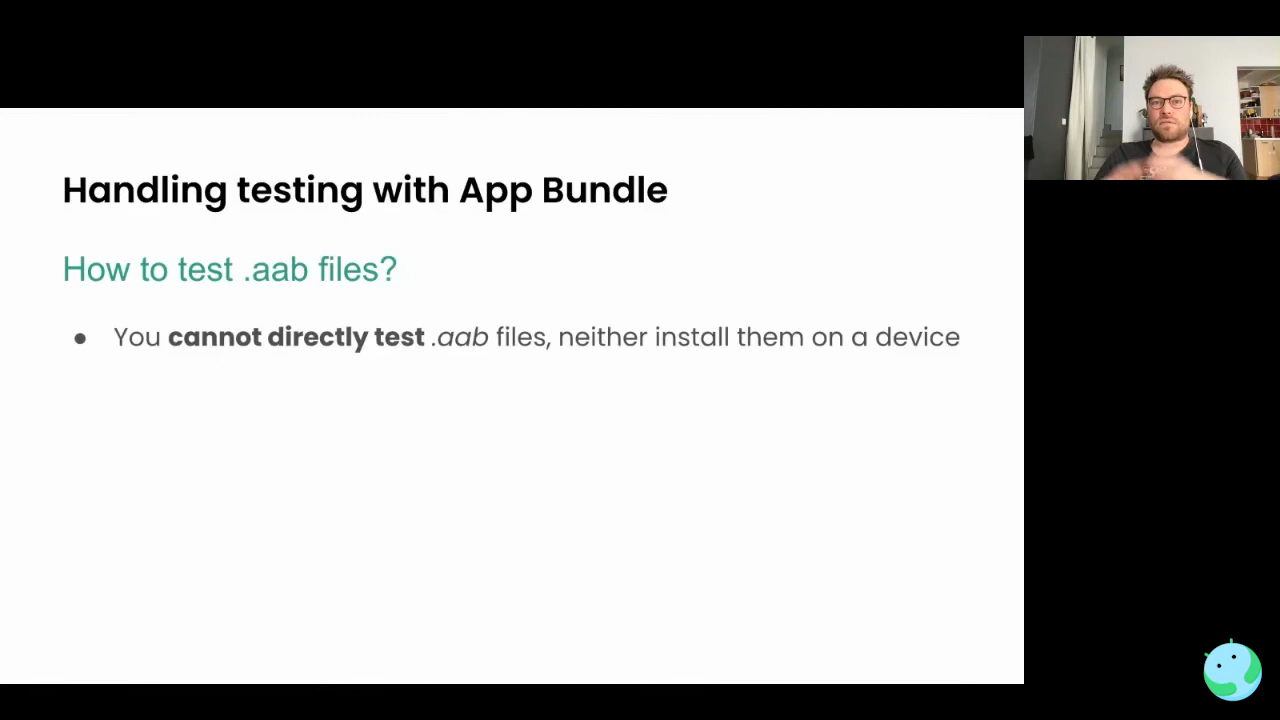 Handling testing with App Bundle
How to test .aab files?
● You cannot directly test .aab files, neither install them on a device